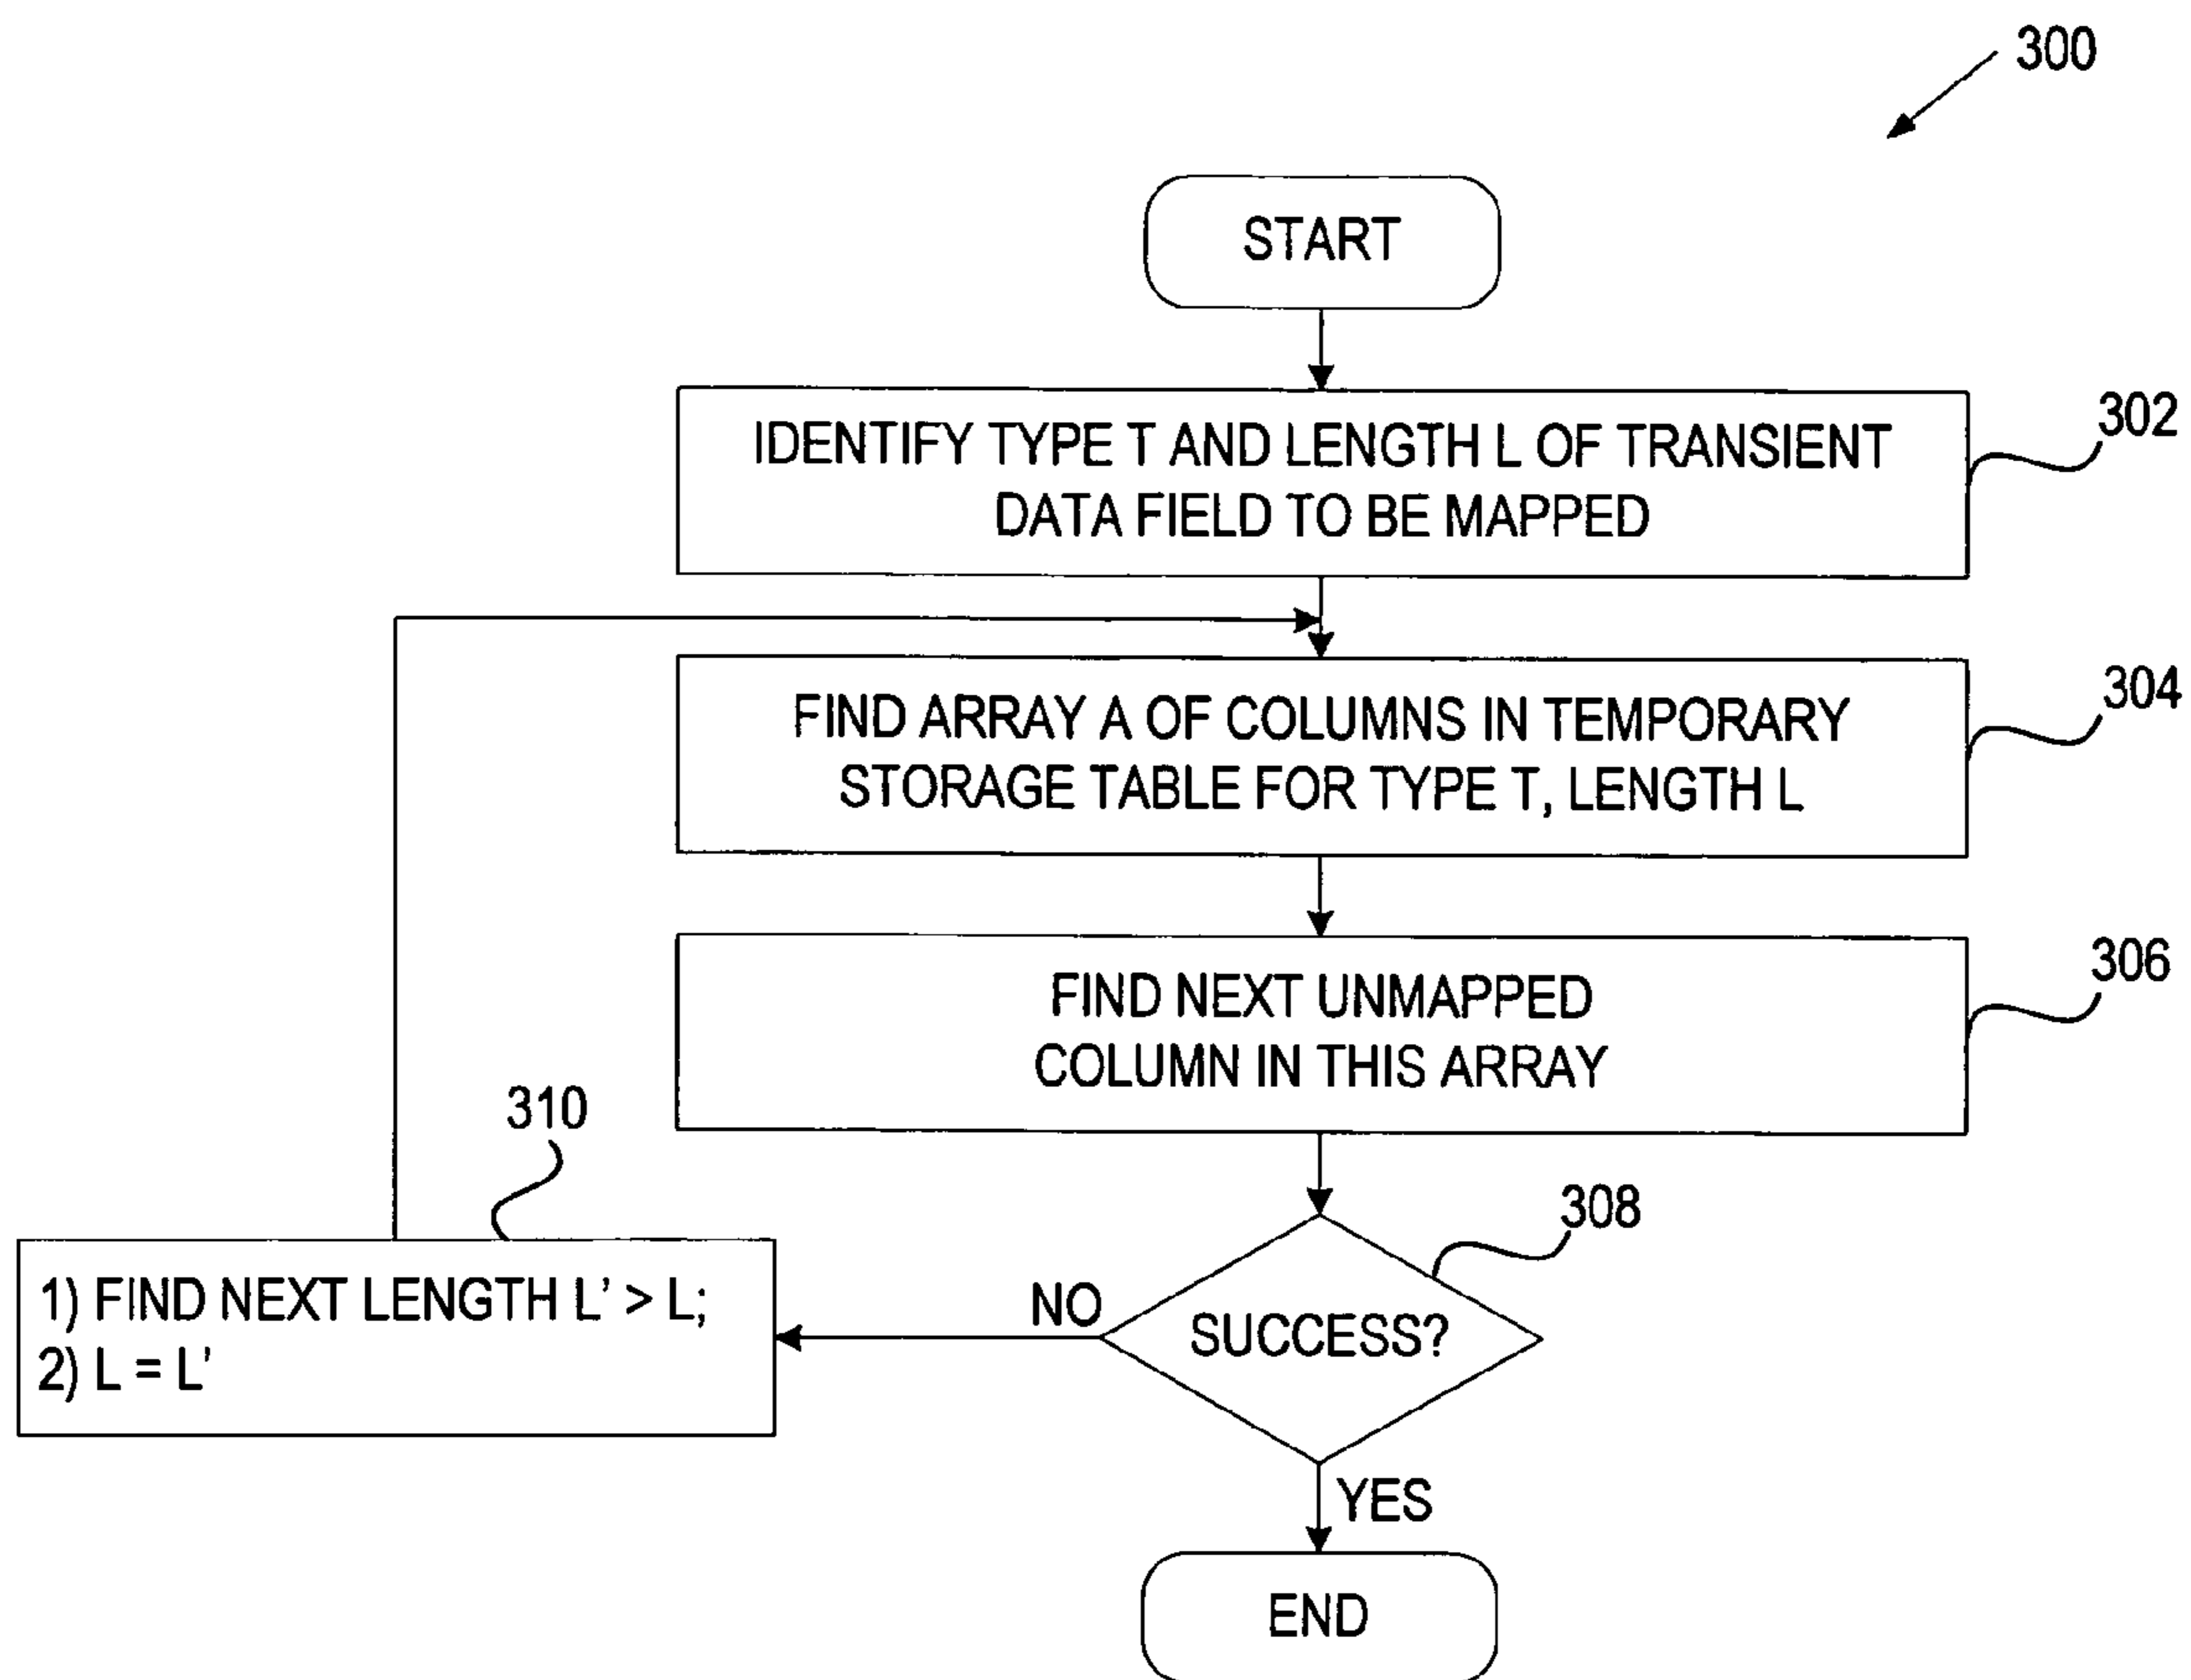 300
START
302
IDENTIFY TYPE T AND LENGTH L OF TRANSIENT
DATA FIELD TO BE MAPPED
304
FIND ARRAY A OF COLUMNS IN TEMPORARY
STORAGE TABLE FOR TYPE T, LENGTH L
306
FIND NEXT UNMAPPED
COLUMN IN THIS ARRAY
310
308
1) FIND NEXT LENGTH L' > L;
2) L = L'
NO
SUCCESS?
YES
END